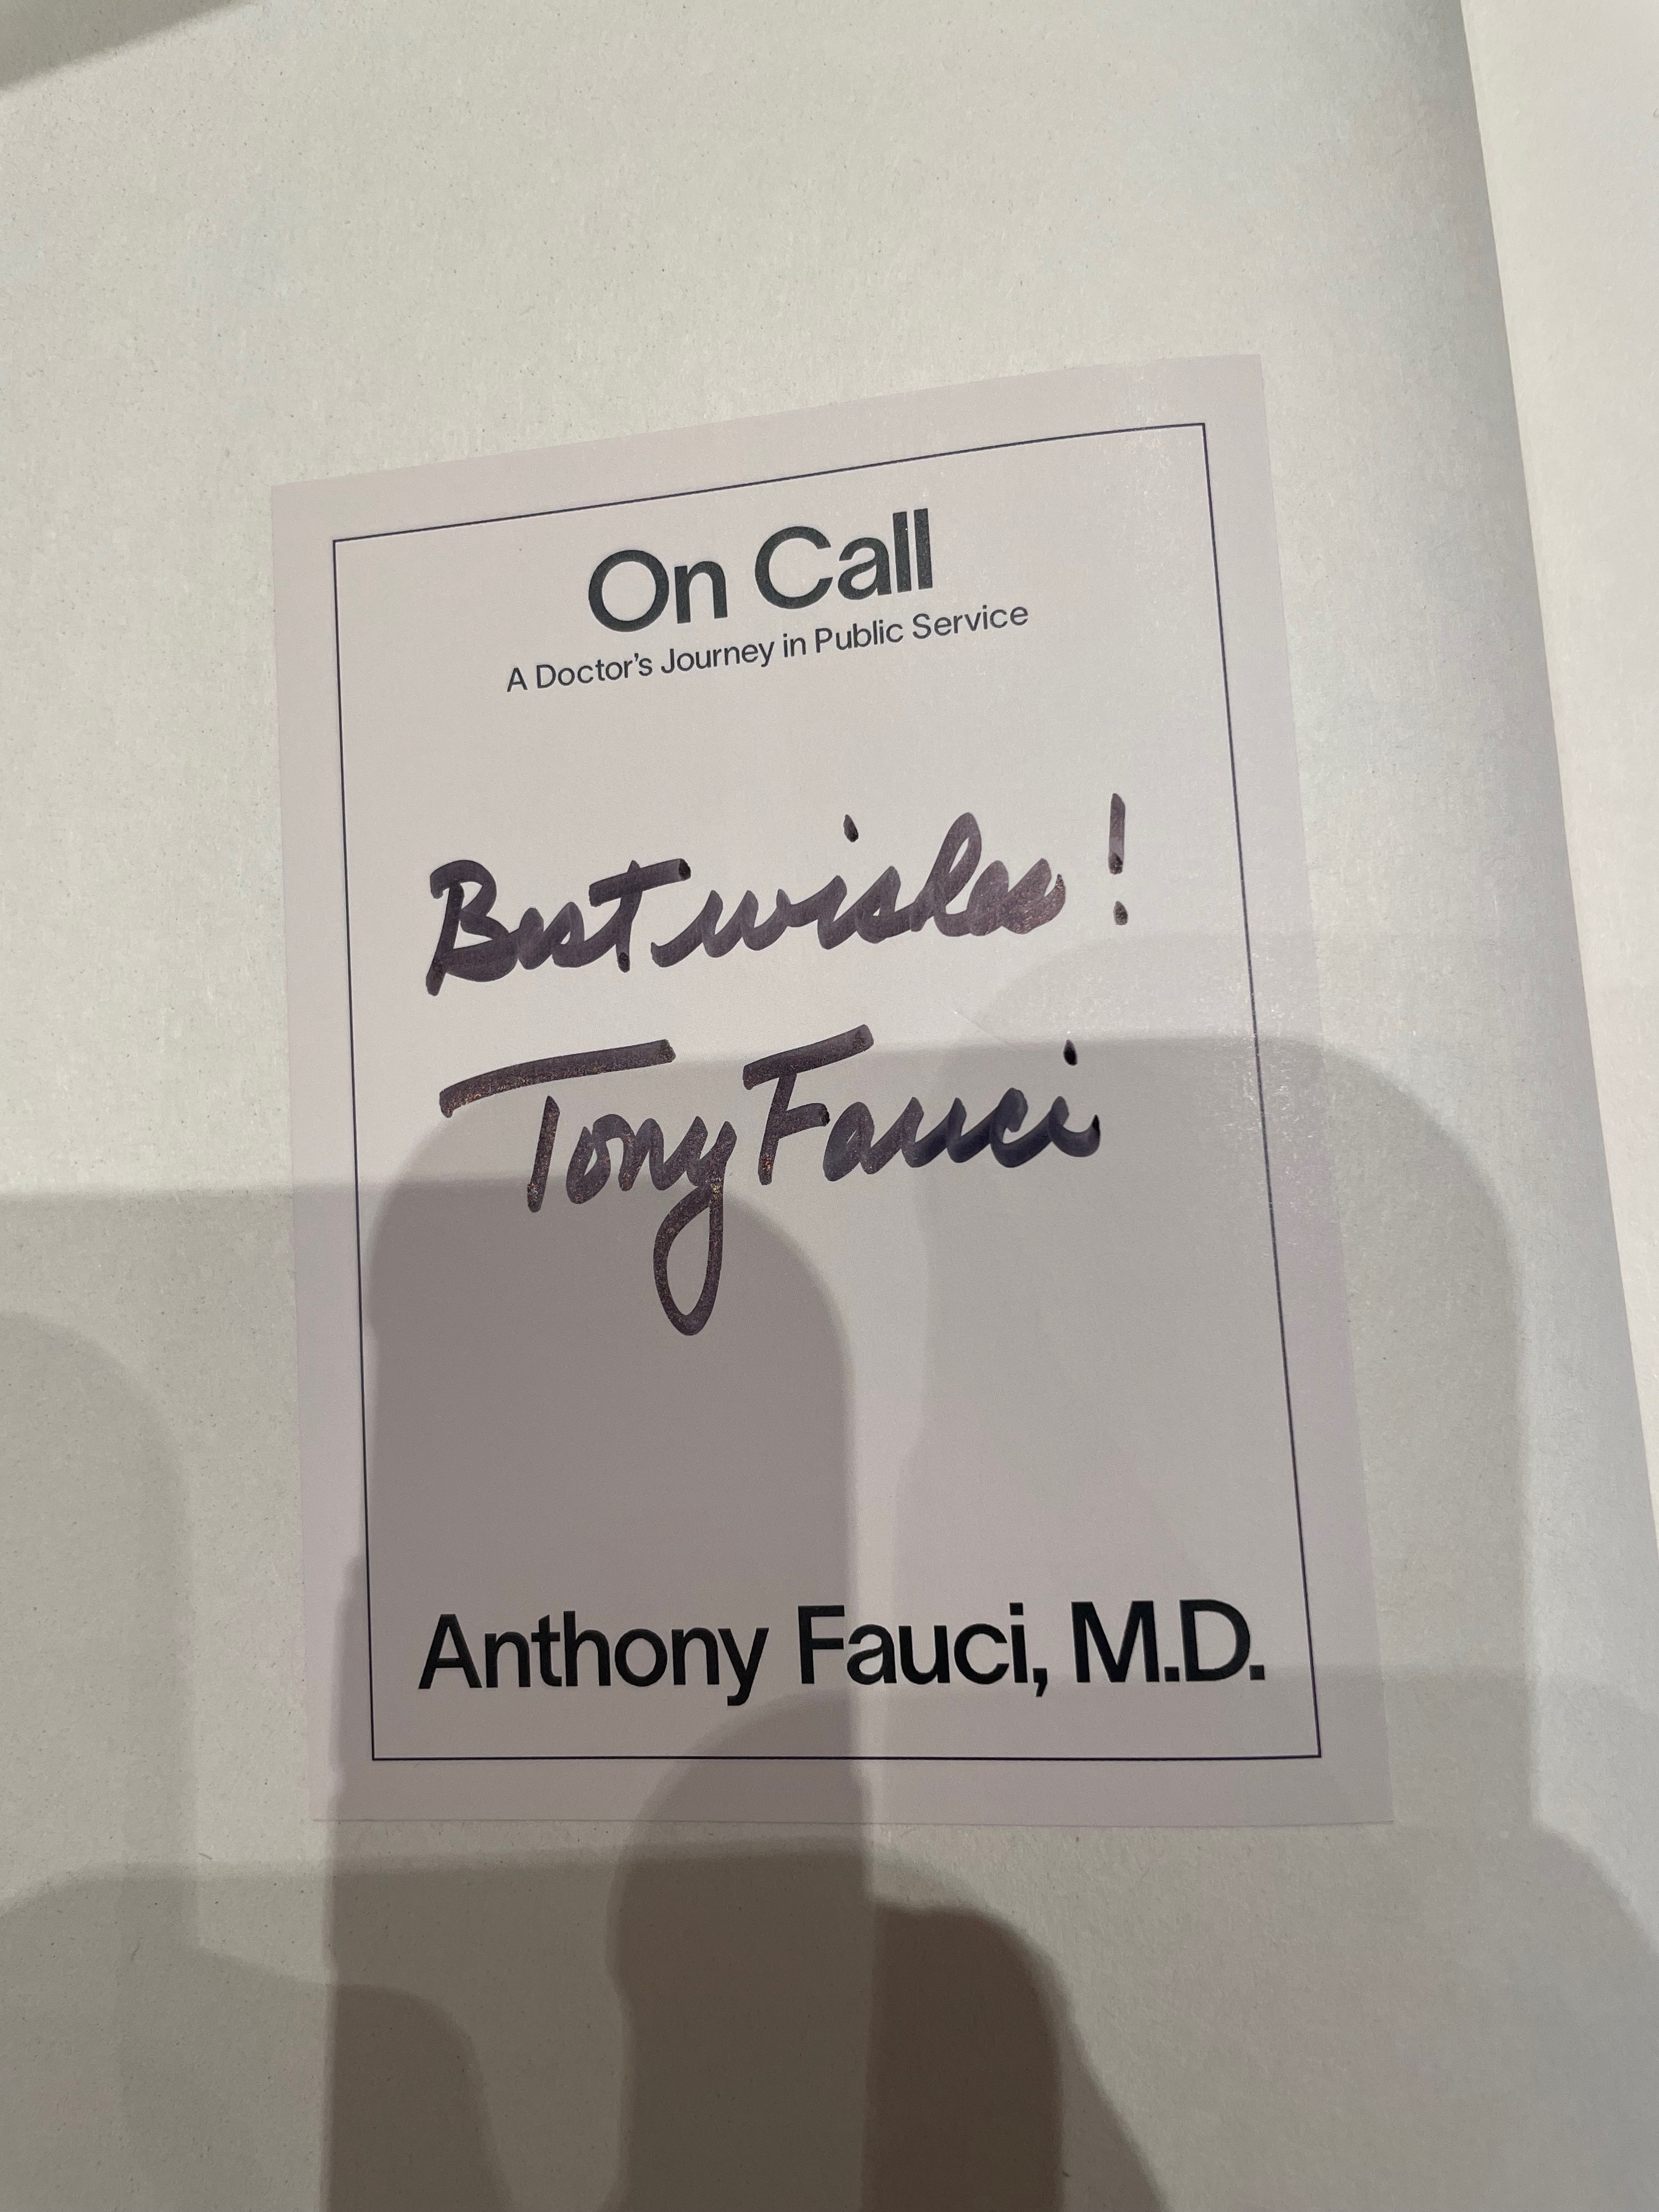 On Call
A Doctor's Journey in Public Service
Best wishes!
Tony Fauci
Anthony Fauci, M.D.